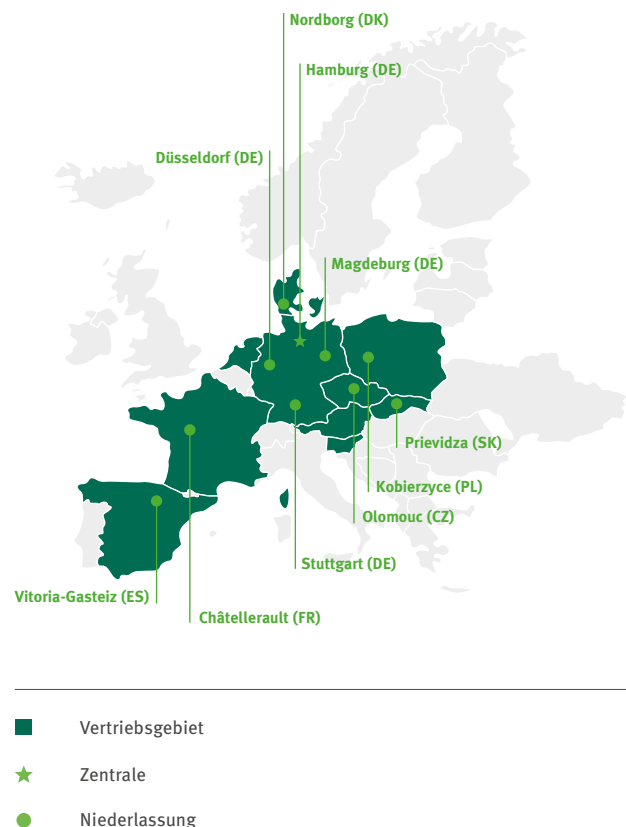 Nordborg (DK)
Hamburg (DE)
Düsseldorf (DE)
Magdeburg (DE)
Prievidza (SK)
Kobierzyce (PL)
Olomouc (CZ)
Stuttgart (DE)
Vitoria-Gasteiz (ES)
Châtellerault (FR)
Vertriebsgebiet
Zentrale
Niederlassung